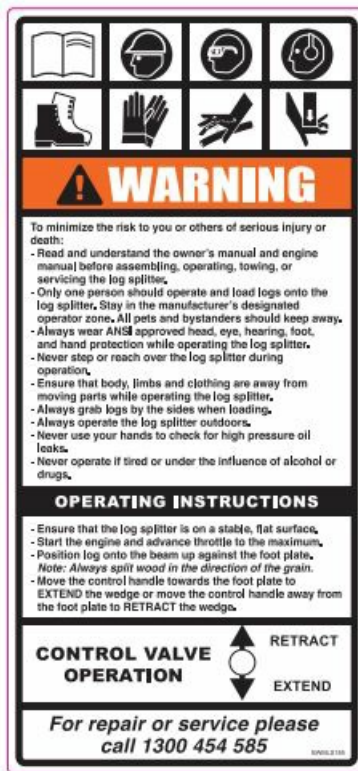 WARNING
To minimize the risk to you or others of serious injury or
death:
- Read and understand the owner's manual and engine
manual before assembling, operating, towing, or
servicing the log splitter.
- Only one person should operate and load logs onto the
log splitter. Stay in the manufacturer's designated
operator zone. All pets and bystanders should keep away.
- Always wear ANSI approved head, eye, hearing, foot,
and hand protection while operating the log splitter.
- Never step or reach over the log splitter during
operation.
- Ensure that body, limbs and clothing are away from
moving parts while operating the log splitter.
- Always grab logs by the sides when loading.
- Always operate the log splitter outdoors.
- Never use your hands to check for high pressure oil
leaks.
- Never operate if tired or under the influence of alcohol or
drugs.
OPERATING INSTRUCTIONS
- Ensure that the log splitter is on a stable, flat surface.
- Start the engine and advance throttle to the maximum.
- Position log onto the beam up against the foot plate.
Note: Always split wood in the direction of the grain.
- Move the control handle towards the foot plate to
EXTEND the wedge or move the control handle away from
the foot plate to RETRACT the wedge.
CONTROL VALVE
OPERATION
RETRACT
EXTEND
For repair or service please
call 1300 454 585